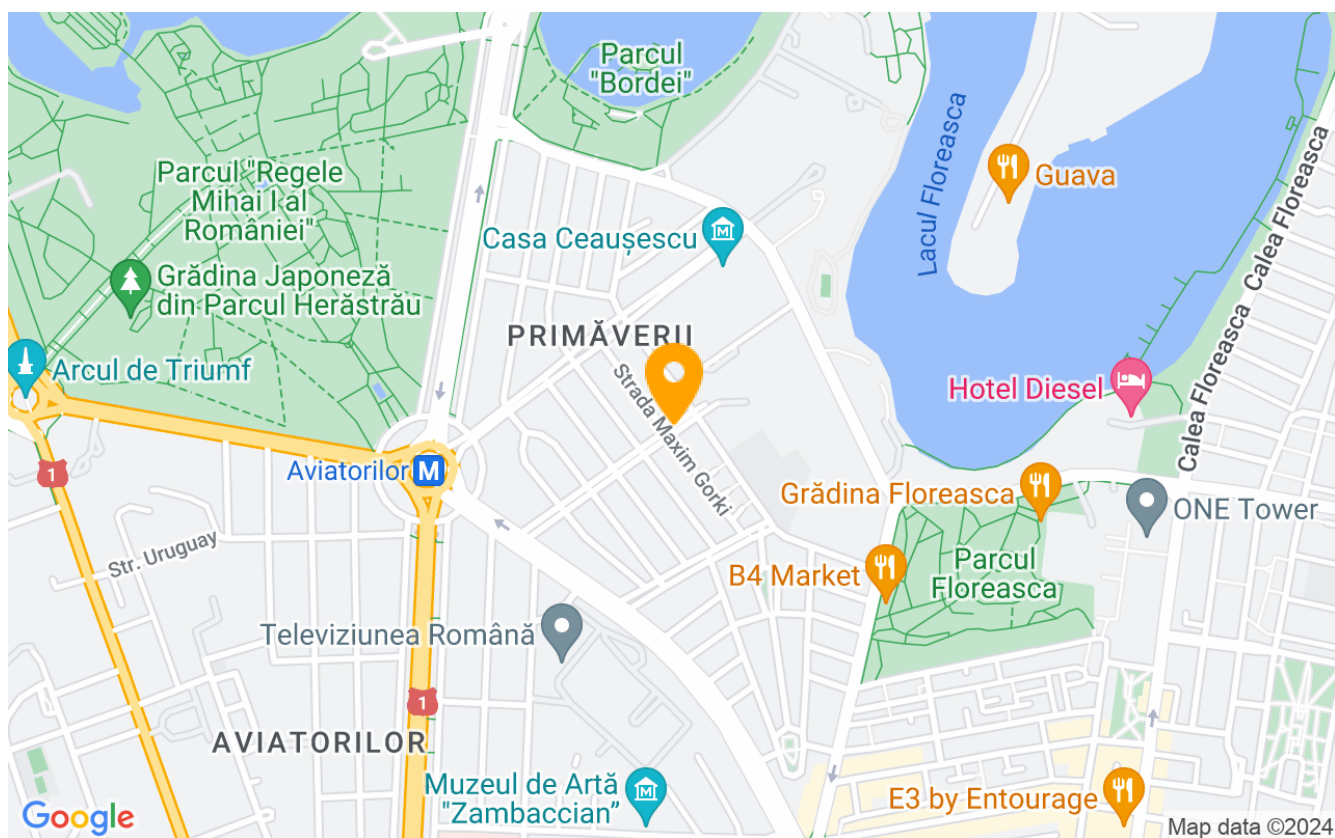 Parcul
"Bordei"
Parcul "Regele
Mihai I al
României"
Lacul Floreasca
Guava
Calea Floreasca
Calea Floreasca
Casa Ceaușescu
Grădina Japoneză
din Parcul Herăstrău
PRIMĂVERII
Arcul de Triumf
Strada Maxim Gorki
Hotel Diesel
Calea Floreasca
1
Aviatorilor
M
Grădina Floreasca
ONE Tower
Str. Uruguay
B4 Market
Parcul
Floreasca
Televiziunea Română
1
AVIATORILOR
Muzeul de Artă
"Zambaccian”
E3 by Entourage
Google
Map data ©2024